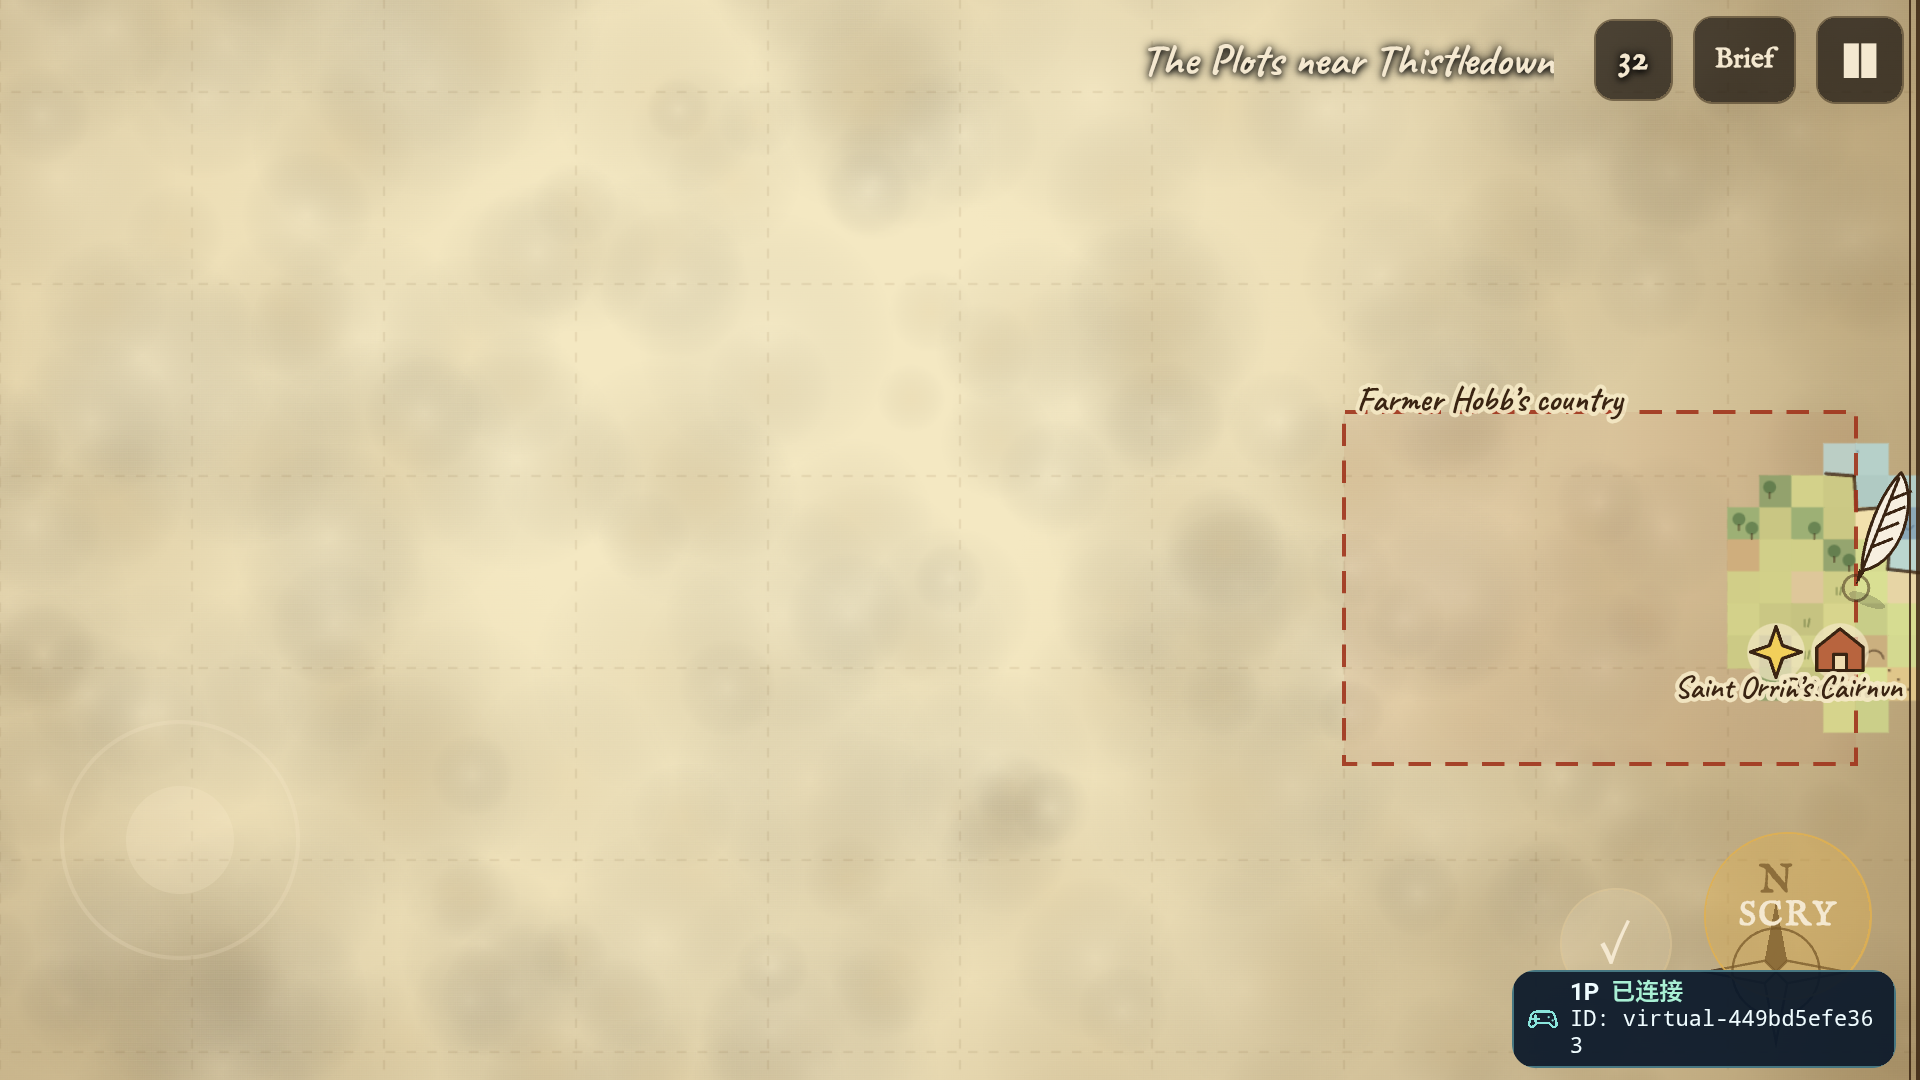 The Plots near Thistledown
32
Brief
Farmer Hobb's country
Saint Orrin's Cairn
N
SCRY
1P 已连接
ID: virtual-449bd5efe36
3